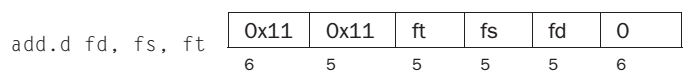 add.d fd, fs, ft 0x11 0x11 ft fs fd 0
6 5 5 5 5 6